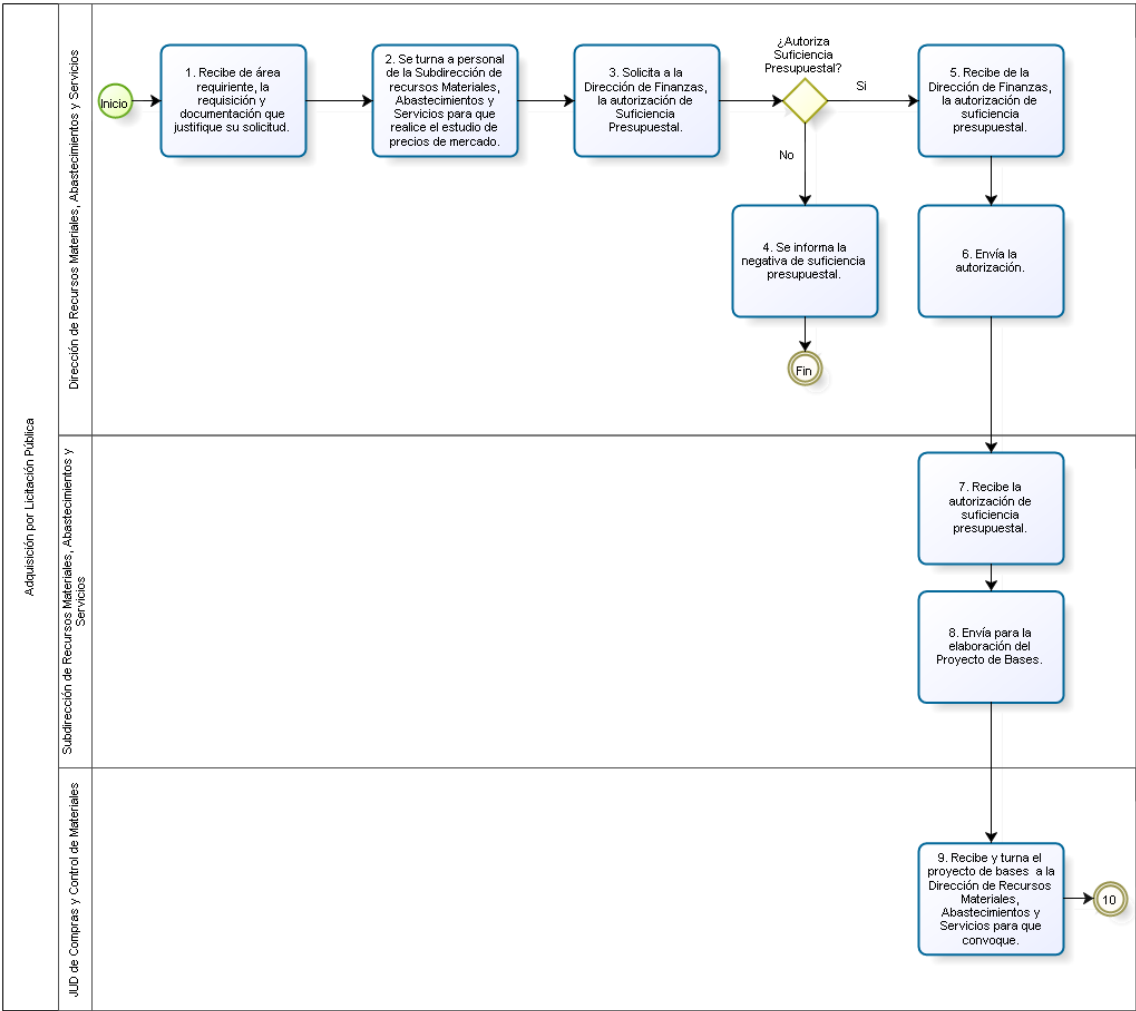 Adquisición por Licitación Pública
Dirección de Recursos Materiales, Abastecimientos y Servicios
Inicio
1. Recibe de área
requiriente, la
requisición y
documentación que
justifique su solicitud.
2. Se turna a personal
de la Subdirección de
recursos Materiales,
Abastecimientos y
Servicios para que
realice el estudio de
precios de mercado.
3. Solicita a la
Dirección de Finanzas,
la autorización de
Suficiencia
Presupuestal.
¿Autoriza
Suficiencia
Presupuestal?
Si
No
5. Recibe de la
Dirección de Finanzas,
la autorización de
suficiencia
presupuestal.
4. Se informa la
negativa de suficiencia
presupuestal.
6. Envía la
autorización.
Fin
Subdirección de Recursos Materiales, Abastecimientos y
Servicios
7. Recibe la
autorización de
suficiencia
presupuestal.
8. Envía para la
elaboración del
Proyecto de Bases.
JUD de Compras y Control de Materiales
9. Recibe y turna el
proyecto de bases a la
Dirección de Recursos
Materiales,
Abastecimientos y
Servicios para que
convoque.
10